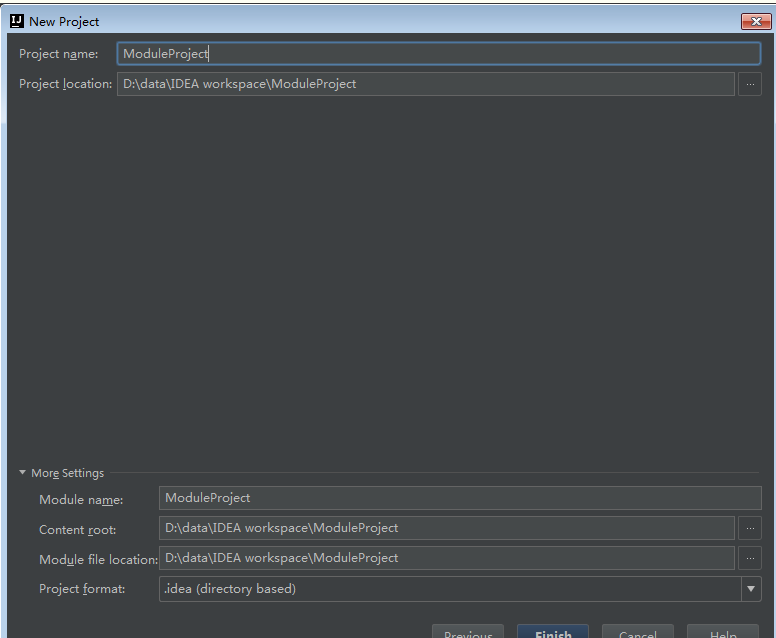 New Project
Project name: ModuleProject
Project location: D:\data\IDEA workspace\ModuleProject ...
More Settings
Module name: ModuleProject
Content root: D:\data\IDEA workspace\ModuleProject ...
Module file location: D:\data\IDEA workspace\ModuleProject ...
Project format: .idea (directory based)
Previous Finish Cancel Help